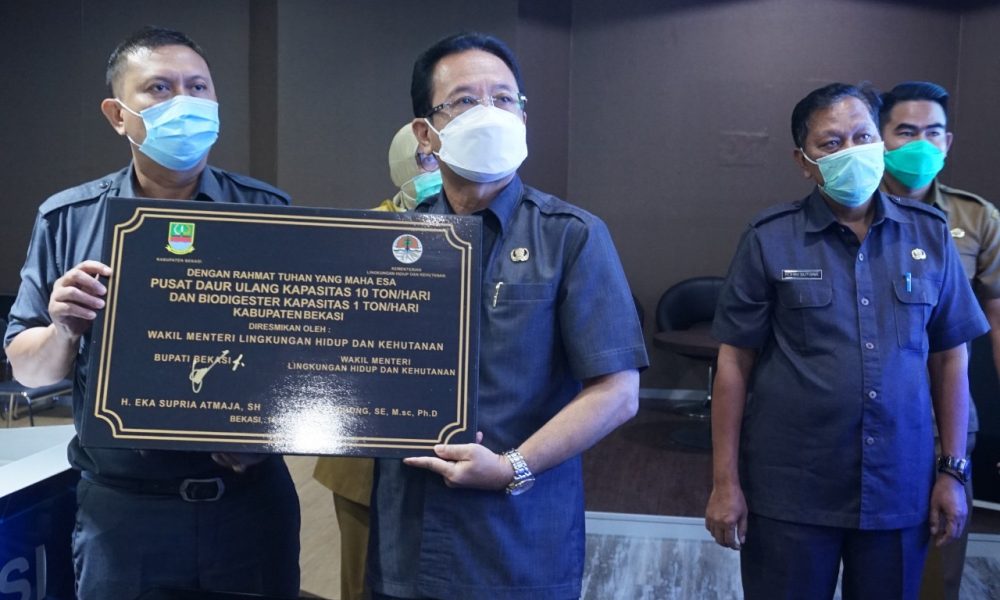 KABUPATEN BEKASI
KEMENTERIAN
LINGKUNGAN HIDUP DAN KEHUTANAN
DENGAN RAHMAT TUHAN YANG MAHA ESA
PUSAT DAUR ULANG KAPASITAS 10 TON/HARI
DAN BIODIGESTER KAPASITAS 1 TON/HARI
KABUPATEN BEKASI
DIRESMIKAN OLEH :
WAKIL MENTERI LINGKUNGAN HIDUP DAN KEHUTANAN
BUPATI BEKASI
WAKIL MENTERI
LINGKUNGAN HIDUP DAN KEHUTANAN
H. EKA SUPRIA ATMAJA, SH
SE, M.sc, Ph.D
BEKASI,
SI